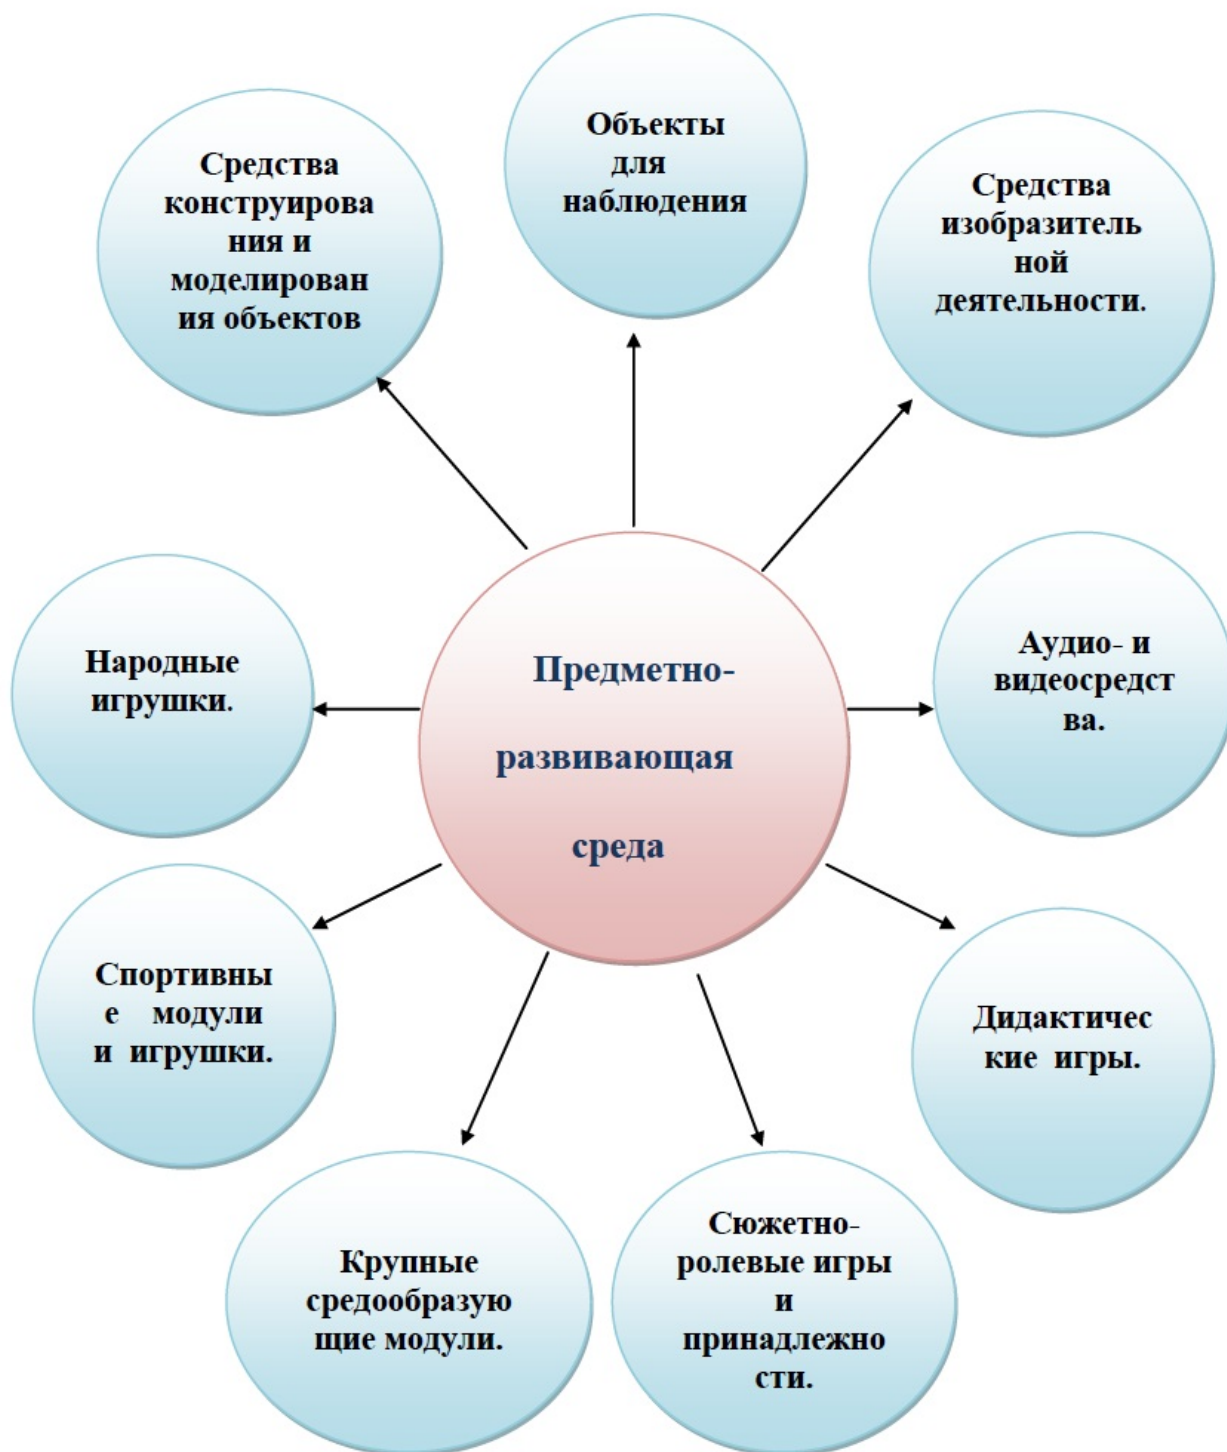 Объекты
для
наблюдения
Средства
конструирова
ния и
моделирован
ия объектов
Средства
изобразитель
ной
деятельности.
Народные
игрушки.
Предметно-
развивающая
среда
Аудио- и
видеосредст
ва.
Спортивны
е модули
и игрушки.
Дидактичес
кие игры.
Крупные
средообразую
щие модули.
Сюжетно-
ролевые игры
и
принадлежно
сти.